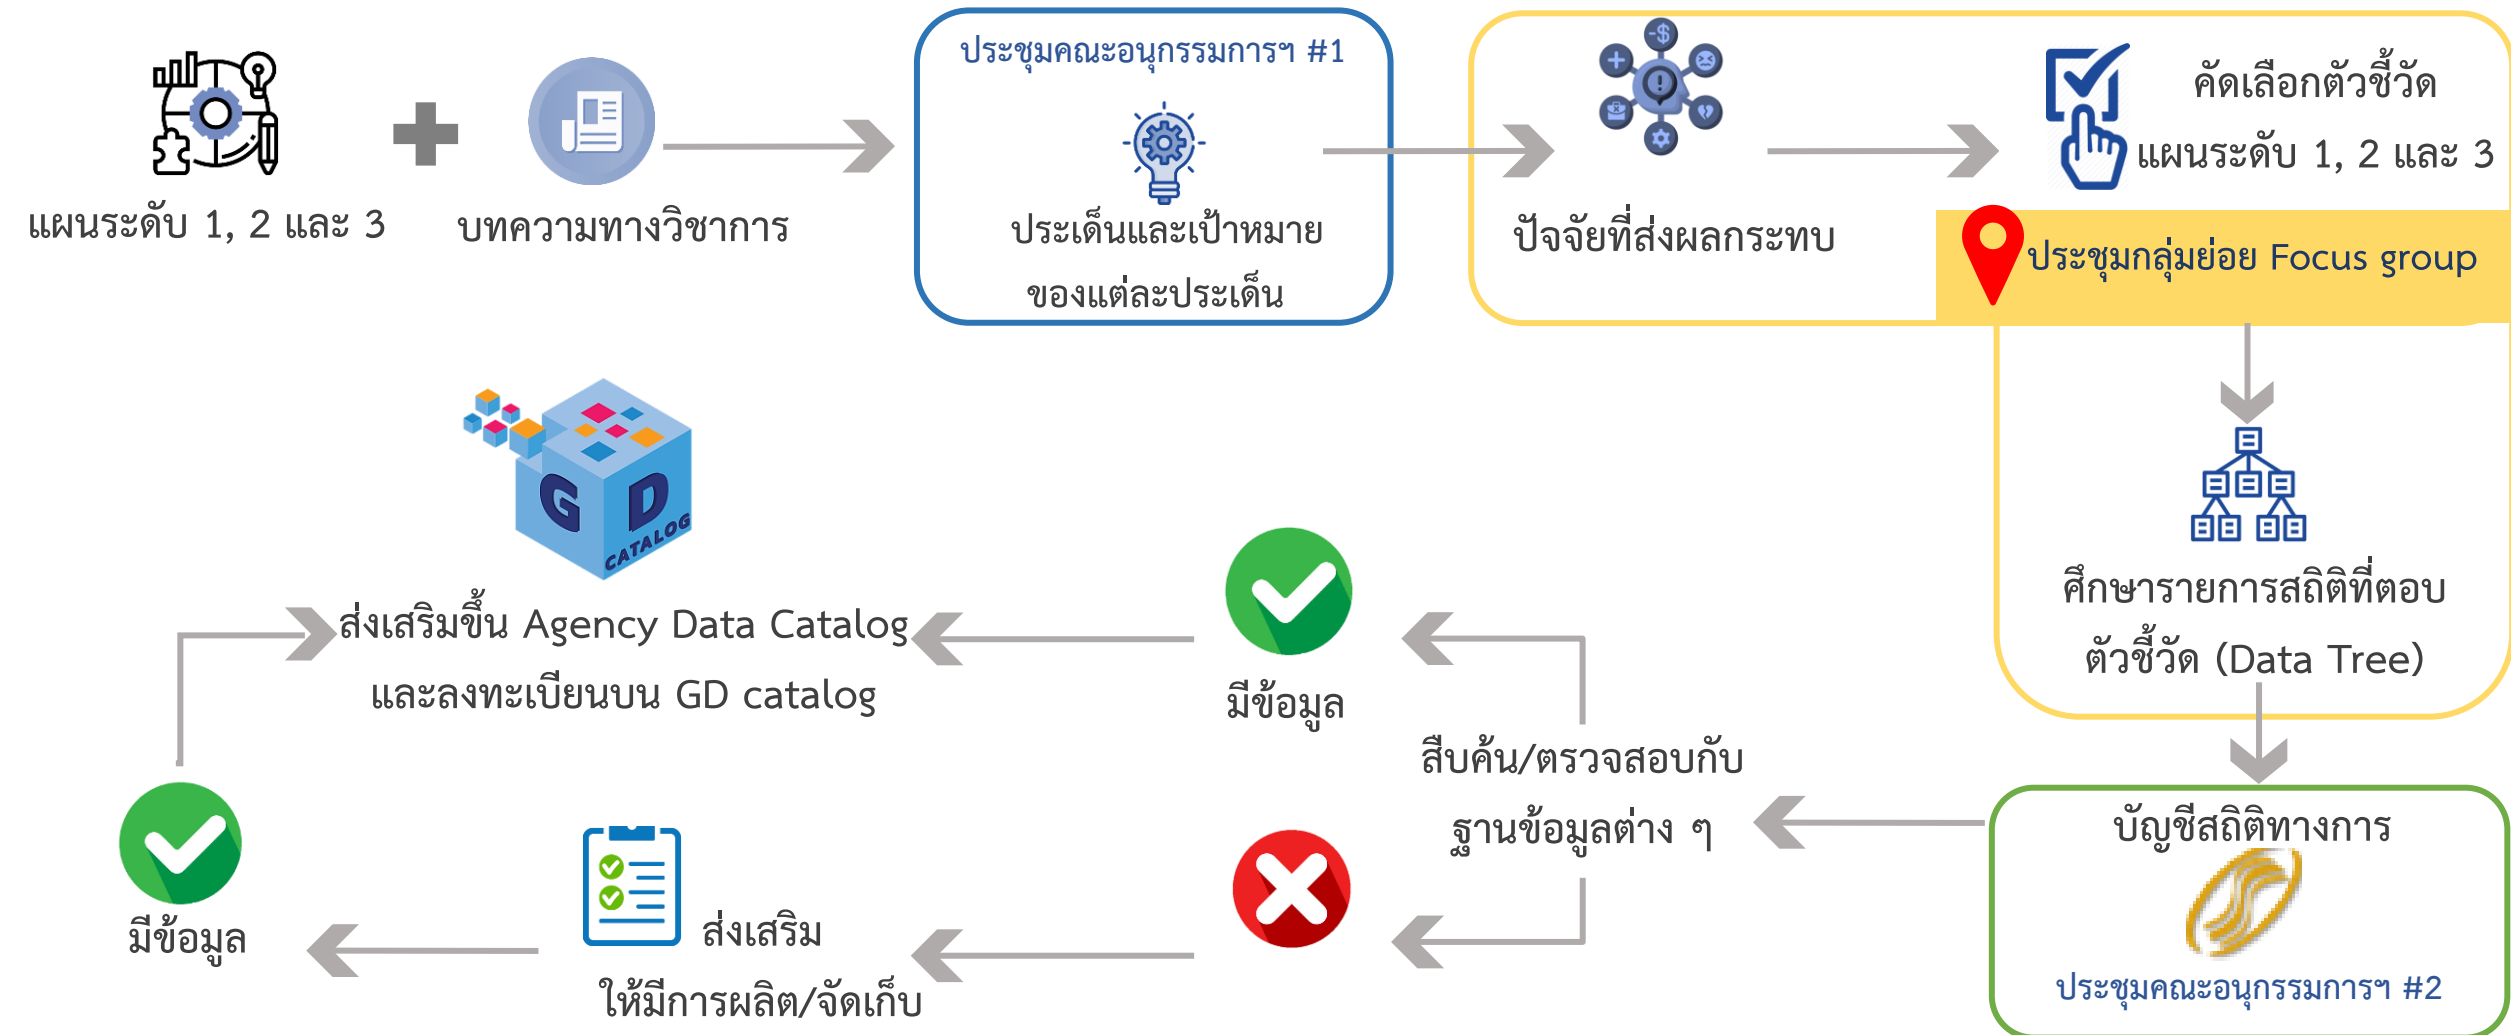 แผนระดับ 1, 2 และ 3
บทความทางวิชาการ
ประชุมคณะอนุกรรมการฯ #1
ประเด็นและเป้าหมาย
ของแต่ละประเด็น
ปัจจัยที่ส่งผลกระทบ
คัดเลือกตัวชี้วัด
แผนระดับ 1, 2 และ 3
ประชุมกลุ่มย่อย Focus group
ศึกษารายการสถิติที่ตอบ
ตัวชี้วัด (Data Tree)
บัญชีสถิติทางการ
ประชุมคณะอนุกรรมการฯ #2
สืบค้น/ตรวจสอบกับ
ฐานข้อมูลต่าง ๆ
มีข้อมูล
G D
CATALOG
ส่งเสริมขึ้น Agency Data Catalog
และลงทะเบียนบน GD catalog
ส่งเสริม
ให้มีการผลิต/จัดเก็บ
มีข้อมูล